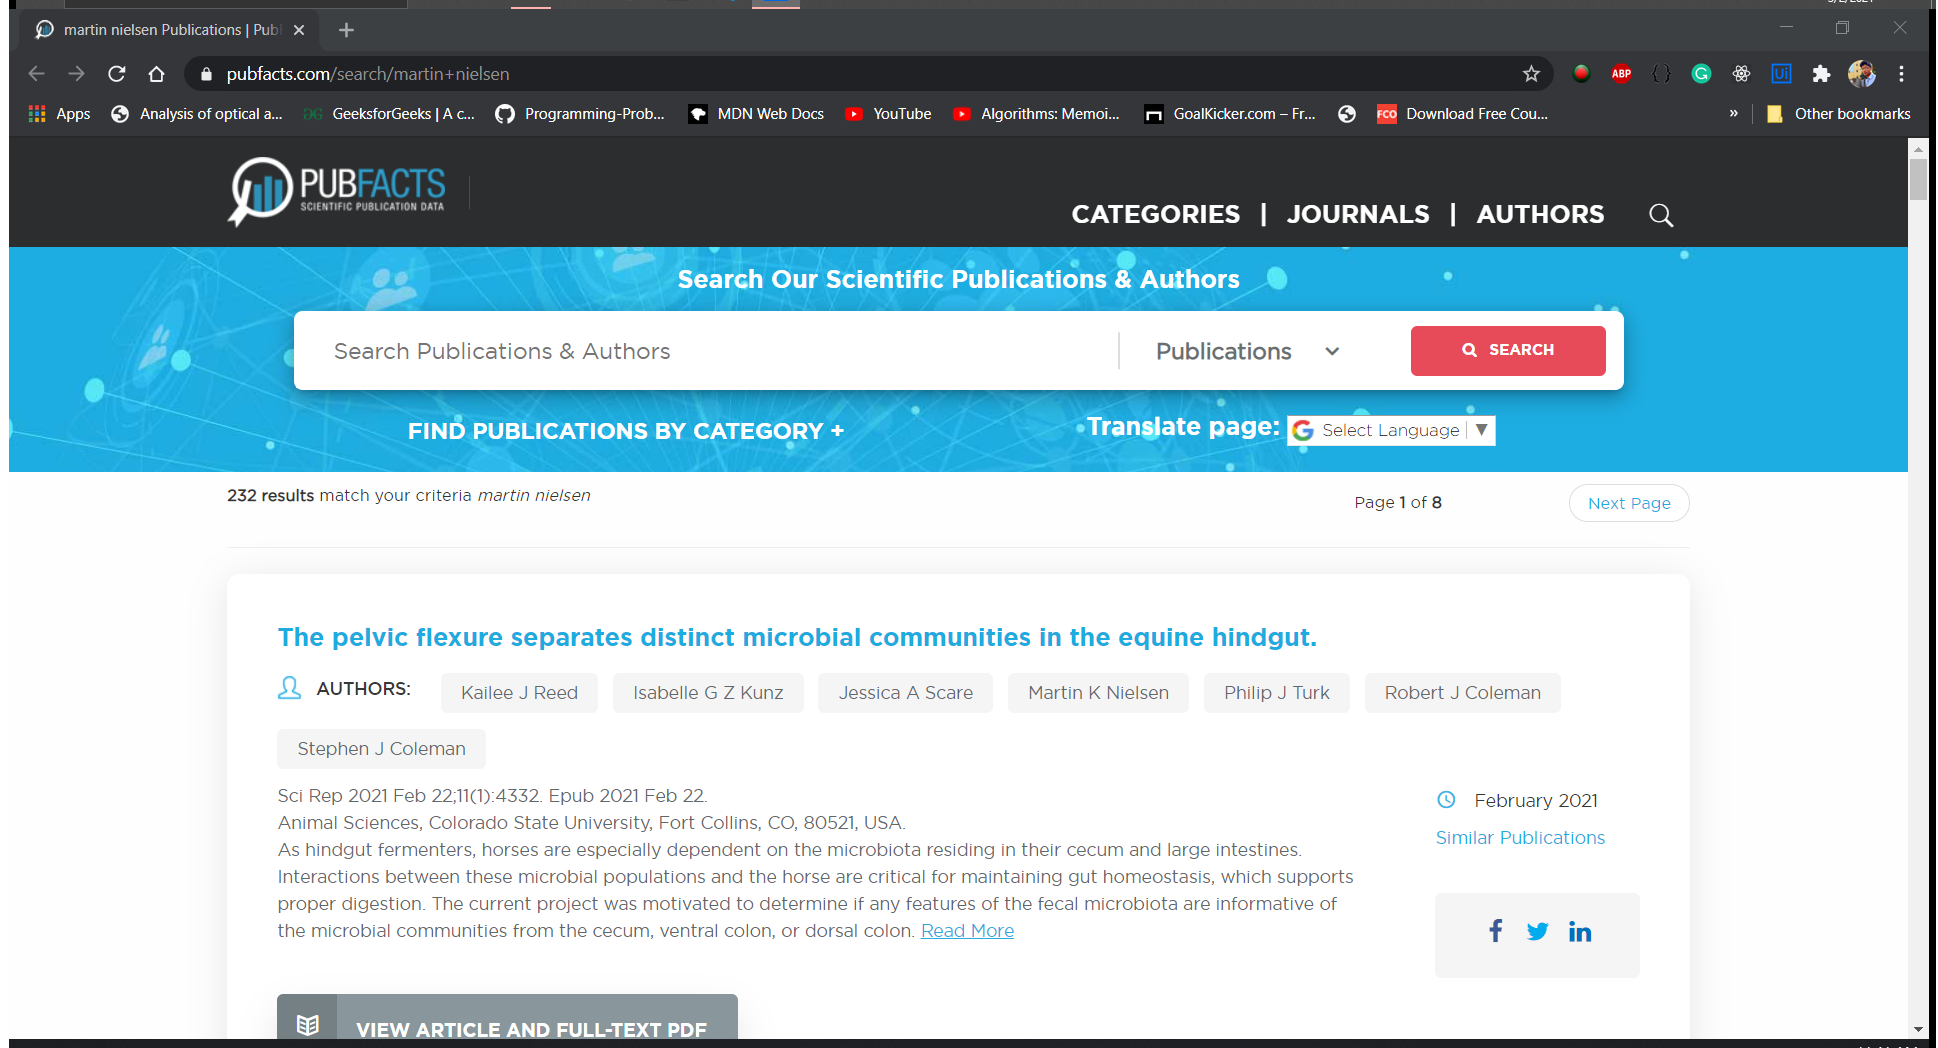 martin nielsen Publications | Pub
pubfacts.com/search/martin+nielsen
ABP
{}
G
Ui
Apps
Analysis of optical a...
GeeksforGeeks | A c...
Programming-Prob...
MDN Web Docs
YouTube
Algorithms: Memoi...
GoalKicker.com – Fr...
FCO
Download Free Cou...
»
Other bookmarks
PUBFACTS
SCIENTIFIC PUBLICATION DATA
CATEGORIES | JOURNALS | AUTHORS
Search Our Scientific Publications & Authors
Search Publications & Authors
Publications
SEARCH
FIND PUBLICATIONS BY CATEGORY +
Translate page:
G Select Language ▼
232 results match your criteria martin nielsen
Page 1 of 8
Next Page
The pelvic flexure separates distinct microbial communities in the equine hindgut.
AUTHORS: Kailee J Reed Isabelle G Z Kunz Jessica A Scare Martin K Nielsen Philip J Turk Robert J Coleman
Stephen J Coleman
Sci Rep 2021 Feb 22;11(1):4332. Epub 2021 Feb 22.
Animal Sciences, Colorado State University, Fort Collins, CO, 80521, USA.
As hindgut fermenters, horses are especially dependent on the microbiota residing in their cecum and large intestines.
Interactions between these microbial populations and the horse are critical for maintaining gut homeostasis, which supports
proper digestion. The current project was motivated to determine if any features of the fecal microbiota are informative of
the microbial communities from the cecum, ventral colon, or dorsal colon. Read More
February 2021
Similar Publications
f
in
VIEW ARTICLE AND FULL-TEXT PDF